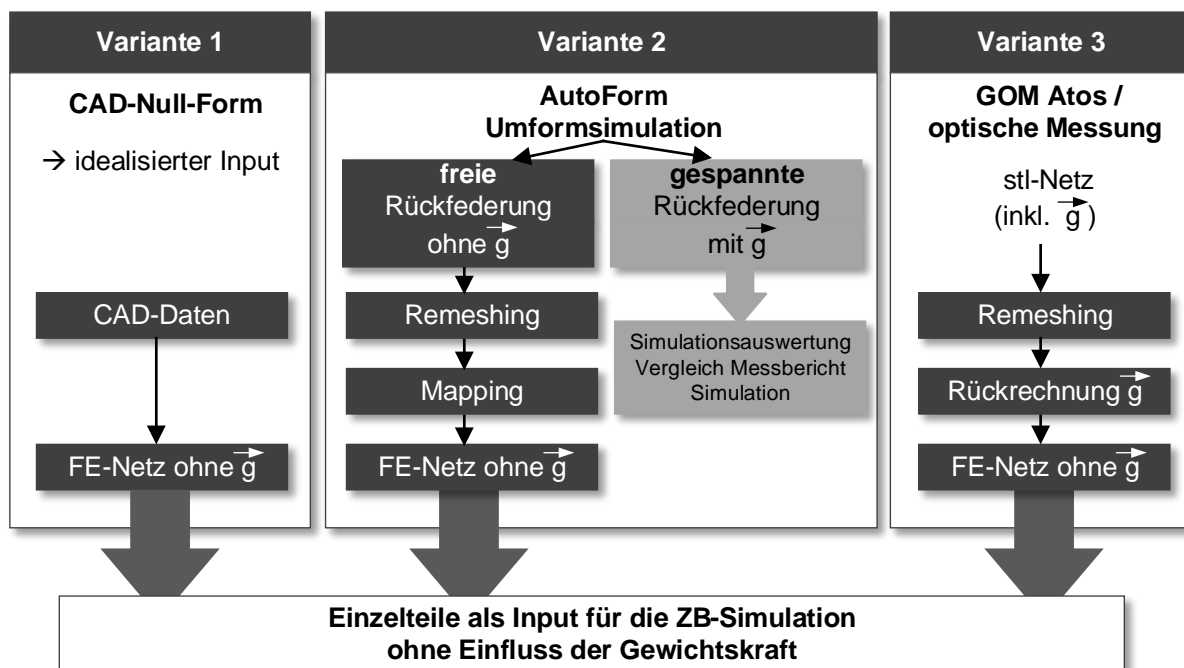 Variante 1
CAD-Null-Form
→ idealisierter Input
CAD-Daten
FE-Netz ohne g⃗
Variante 2
AutoForm
Umformsimulation
freie
Rückfederung
ohne g⃗
Remeshing
Mapping
FE-Netz ohne g⃗
gespannte
Rückfederung
mit g⃗
Simulationsauswertung
Vergleich Messbericht
Simulation
Variante 3
GOM Atos /
optische Messung
stl-Netz
(inkl. g⃗)
Remeshing
Rückrechnung g⃗
FE-Netz ohne g⃗
Einzelteile als Input für die ZB-Simulation
ohne Einfluss der Gewichtskraft